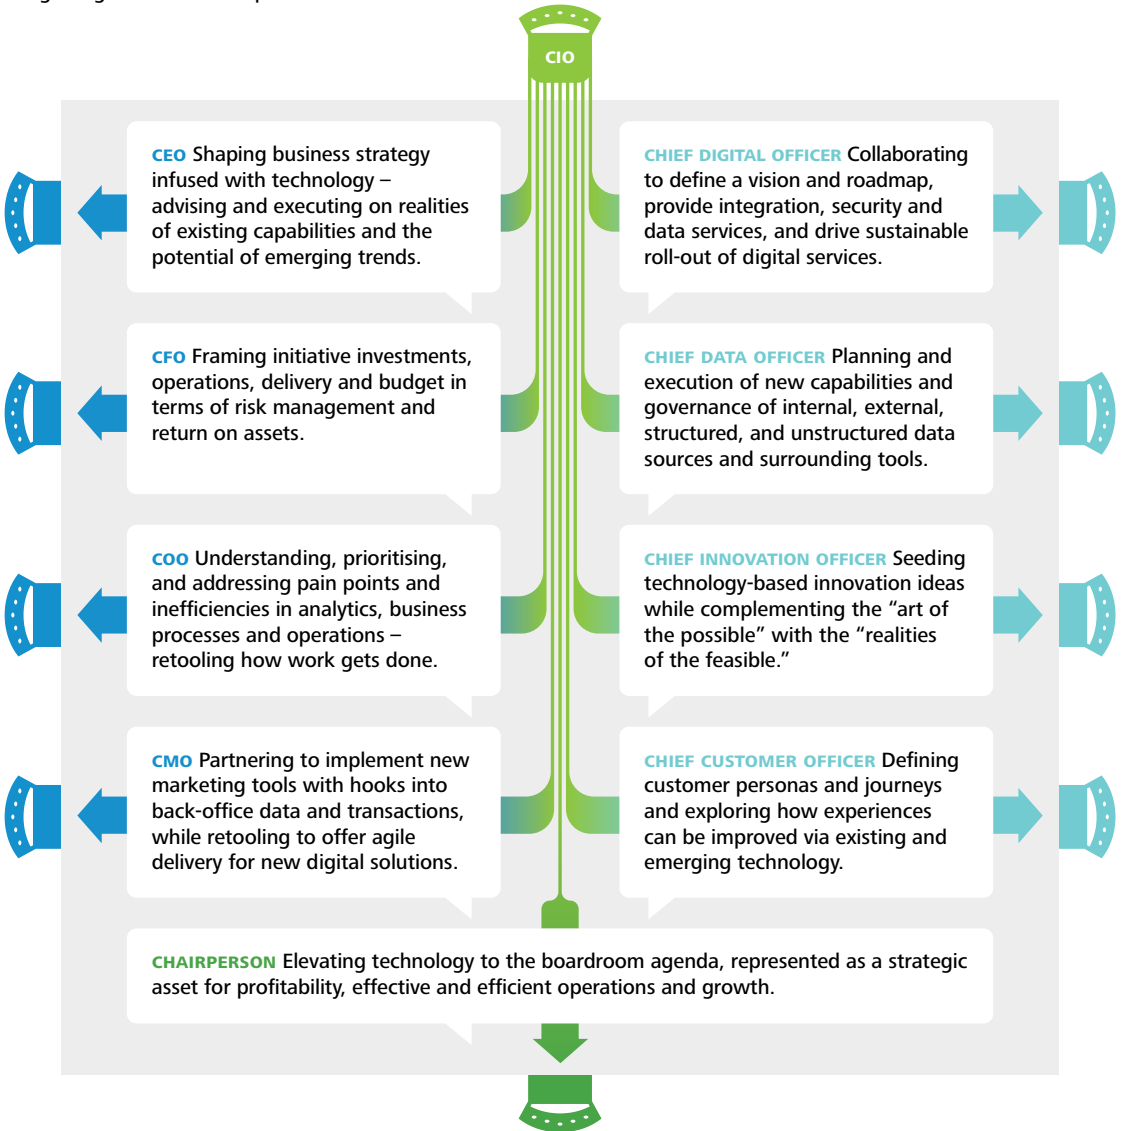 CIO
CEO Shaping business strategy
infused with technology –
advising and executing on realities
of existing capabilities and the
potential of emerging trends.
CHIEF DIGITAL OFFICER Collaborating
to define a vision and roadmap,
provide integration, security and
data services, and drive sustainable
roll-out of digital services.
CFO Framing initiative investments,
operations, delivery and budget in
terms of risk management and
return on assets.
CHIEF DATA OFFICER Planning and
execution of new capabilities and
governance of internal, external,
structured, and unstructured data
sources and surrounding tools.
COO Understanding, prioritising,
and addressing pain points and
inefficiencies in analytics, business
processes and operations –
retooling how work gets done.
CHIEF INNOVATION OFFICER Seeding
technology-based innovation ideas
while complementing the “art of
the possible” with the “realities
of the feasible.”
CMO Partnering to implement new
marketing tools with hooks into
back-office data and transactions,
while retooling to offer agile
delivery for new digital solutions.
CHIEF CUSTOMER OFFICER Defining
customer personas and journeys
and exploring how experiences
can be improved via existing and
emerging technology.
CHAIRPERSON Elevating technology to the boardroom agenda, represented as a strategic
asset for profitability, effective and efficient operations and growth.